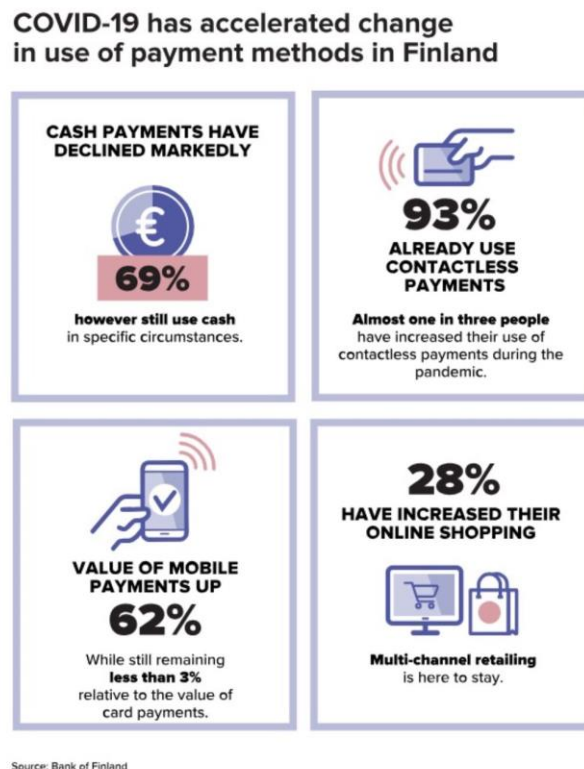 COVID-19 has accelerated change
in use of payment methods in Finland
CASH PAYMENTS HAVE
DECLINED MARKEDLY
€
69%
however still use cash
in specific circumstances.
93%
ALREADY USE
CONTACTLESS
PAYMENTS
Almost one in three people
have increased their use of
contactless payments during the
pandemic.
VALUE OF MOBILE
PAYMENTS UP
62%
While still remaining
less than 3%
relative to the value of
card payments.
28%
HAVE INCREASED THEIR
ONLINE SHOPPING
Multi-channel retailing
is here to stay.
Source: Bank of Finland